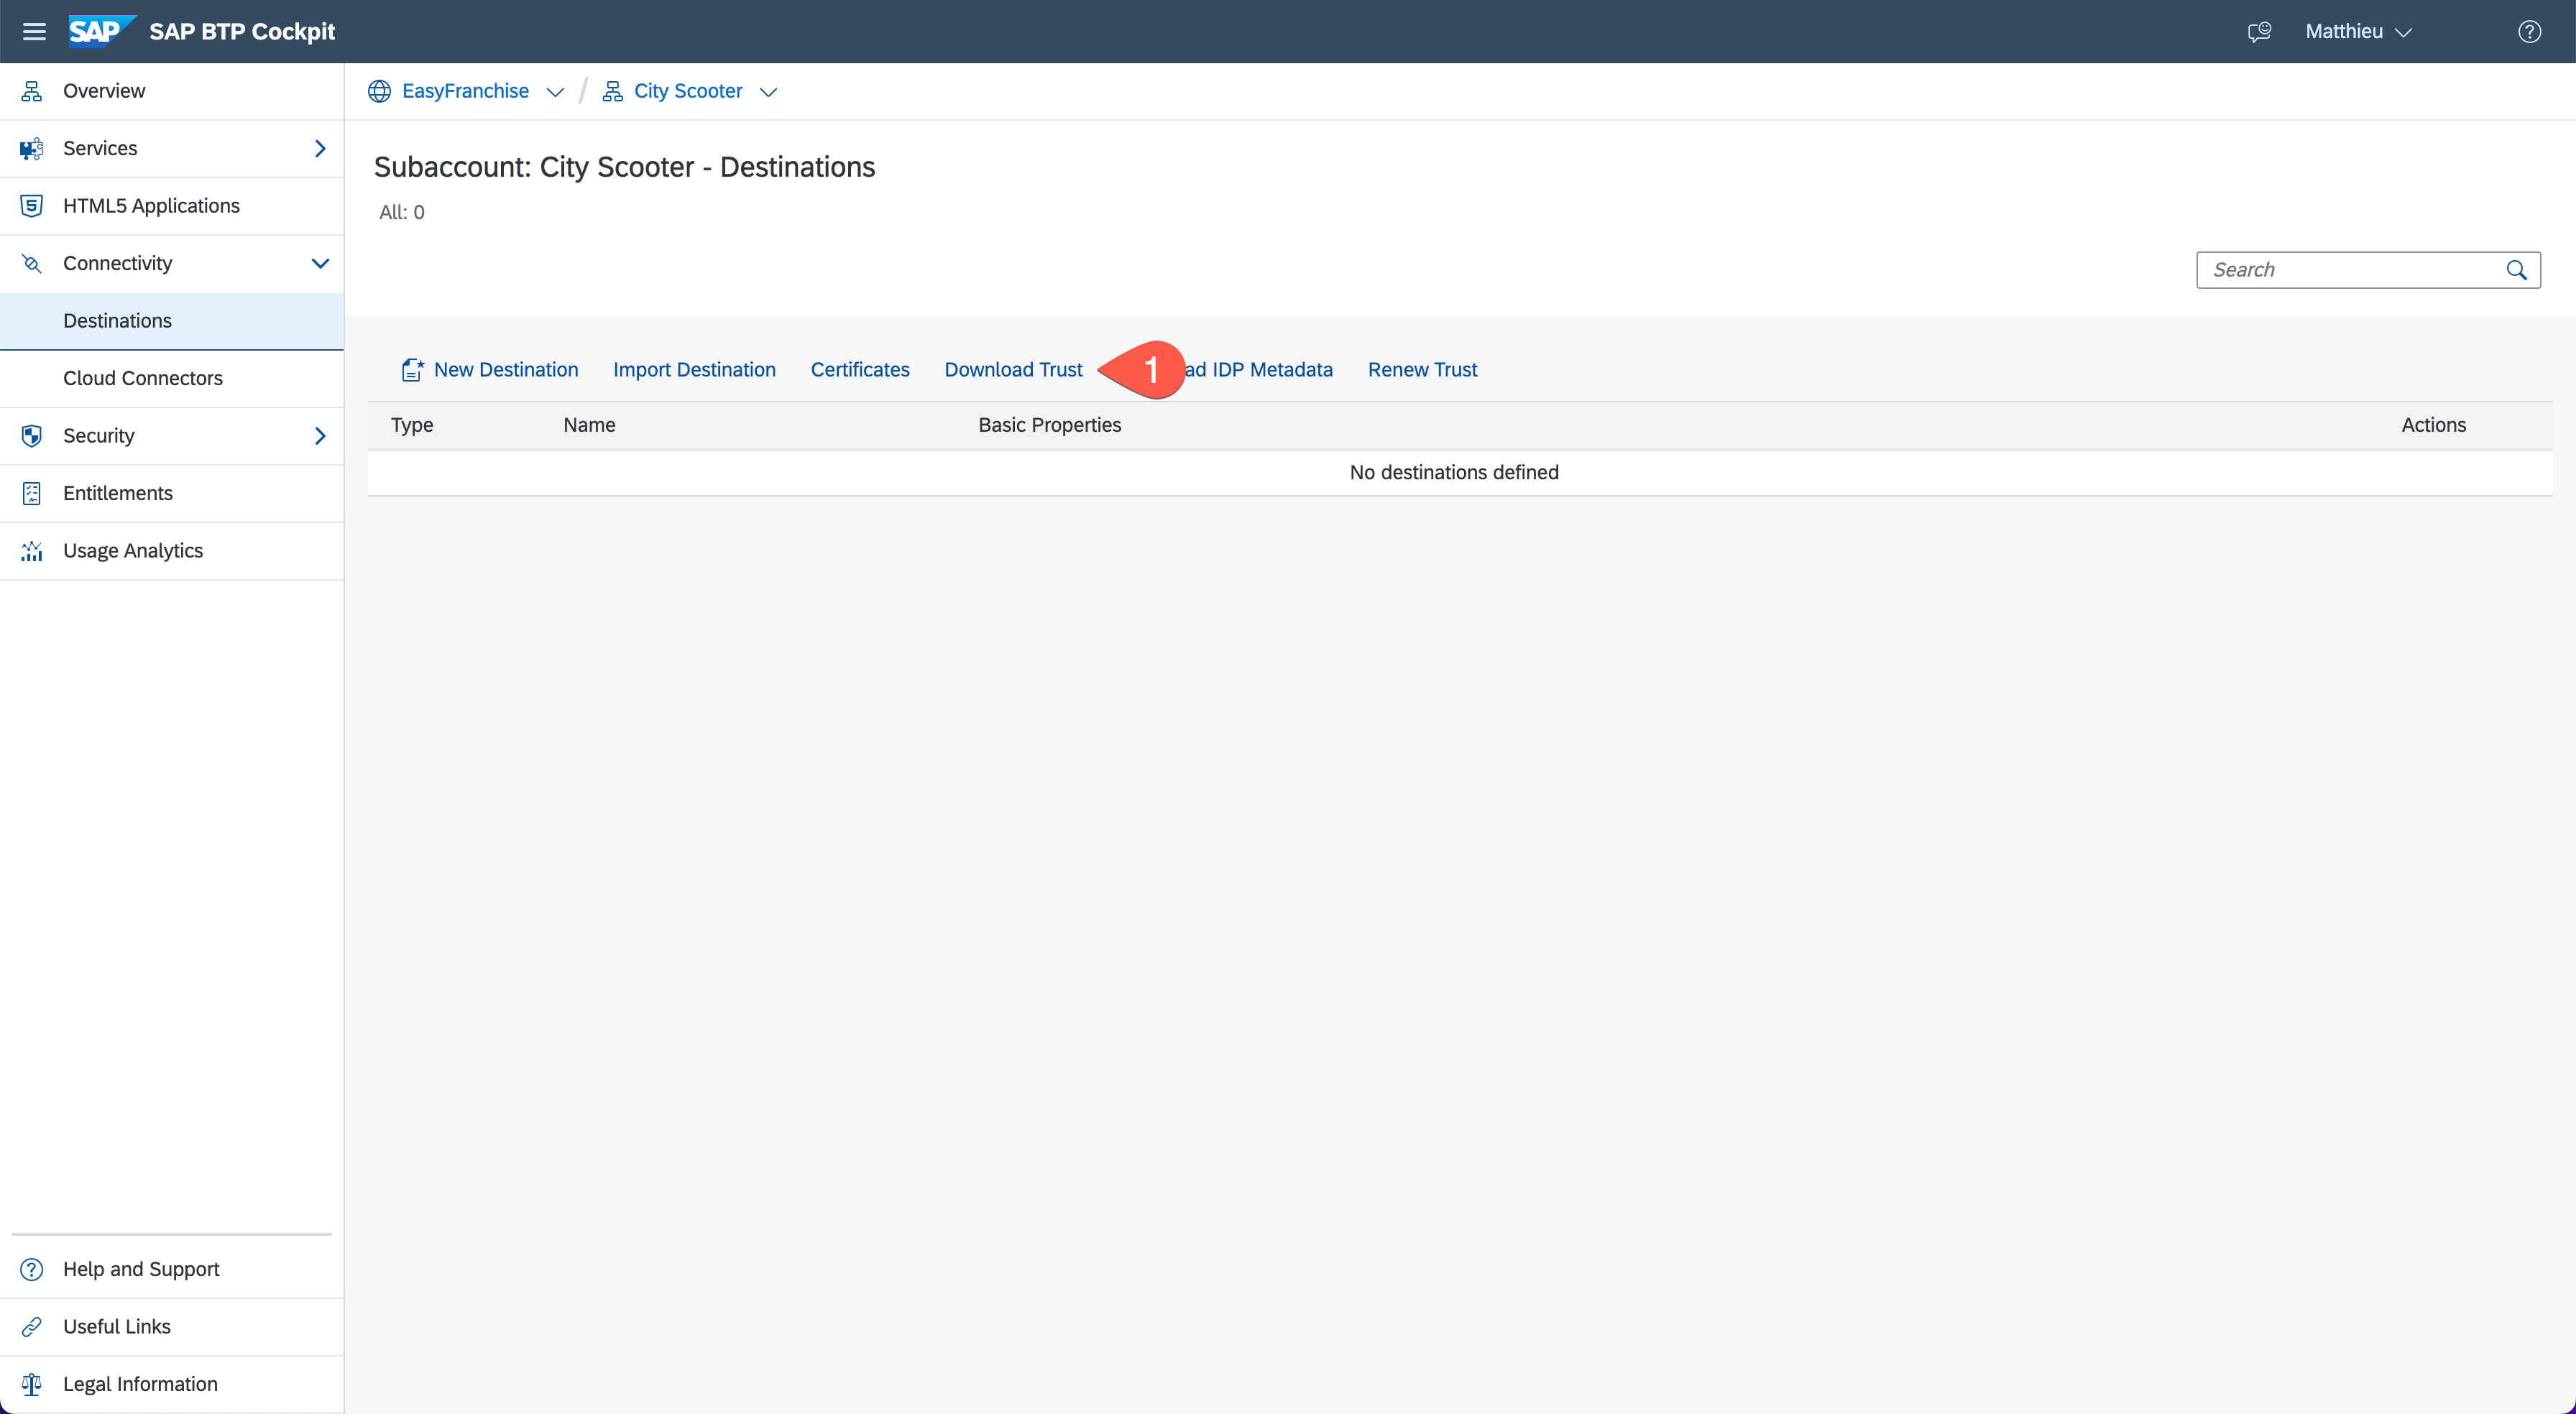 SAP SAP BTP Cockpit
Matthieu
Overview
Services
HTML5 Applications
Connectivity
Destinations
Cloud Connectors
Security
Entitlements
Usage Analytics
Help and Support
Useful Links
Legal Information
EasyFranchise / City Scooter
Subaccount: City Scooter - Destinations
All: 0
Search
New Destination Import Destination Certificates Download Trust 1 ad IDP Metadata Renew Trust
Type Name Basic Properties Actions
No destinations defined